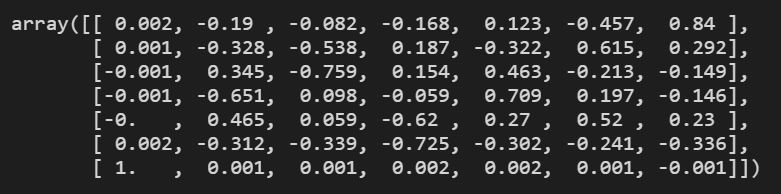 array([[ 0.002, -0.19 , -0.082, -0.168, 0.123, -0.457, 0.84 ],
[ 0.001, -0.328, -0.538, 0.187, -0.322, 0.615, 0.292],
[-0.001, 0.345, -0.759, 0.154, 0.463, -0.213, -0.149],
[-0.001, -0.651, 0.098, -0.059, 0.709, 0.197, -0.146],
[-0. , 0.465, 0.059, -0.62 , 0.27 , 0.52 , 0.23 ],
[ 0.002, -0.312, -0.339, -0.725, -0.302, -0.241, -0.336],
[ 1. , 0.001, 0.001, 0.002, 0.002, 0.001, -0.001]])